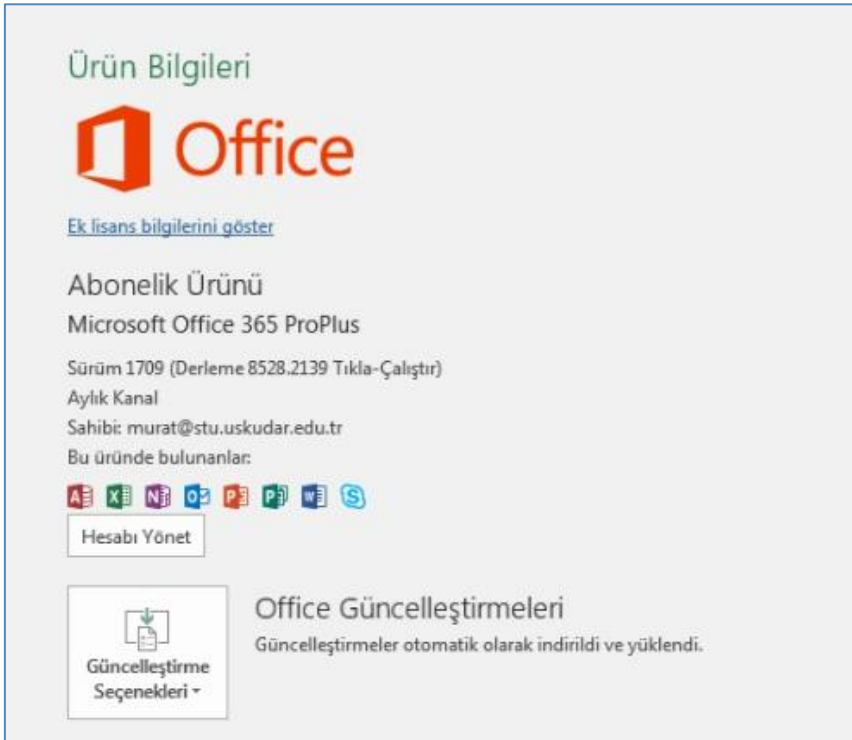 Ürün Bilgileri
Office
Ek lisans bilgilerini göster
Abonelik Ürünü
Microsoft Office 365 ProPlus
Sürüm 1709 (Derleme 8528.2139 Tıkla-Çalıştır)
Aylık Kanal
Sahibi: murat@stu.uskudar.edu.tr
Bu üründe bulunanlar:
Hesabı Yönet
Güncelleştirme
Seçenekleri
Office Güncelleştirmeleri
Güncelleştirmeler otomatik olarak indirildi ve yüklendi.